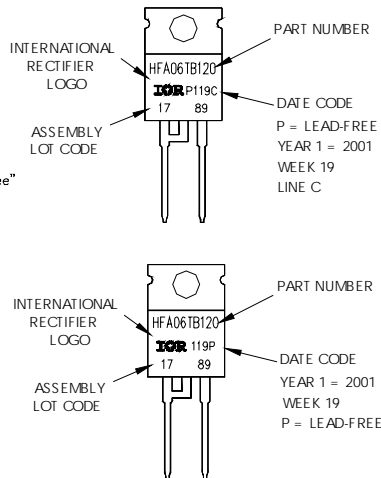 PART NUMBER
INTERNATIONAL
RECTIFIER
LOGO
HFA06TB120
IOR P119C
17 89
ASSEMBLY
LOT CODE
DATE CODE
P = LEAD-FREE
YEAR 1 = 2001
WEEK 19
LINE C
PART NUMBER
INTERNATIONAL
RECTIFIER
LOGO
HFA06TB120
IOR 119P
17 89
ASSEMBLY
LOT CODE
DATE CODE
YEAR 1 = 2001
WEEK 19
P = LEAD-FREE